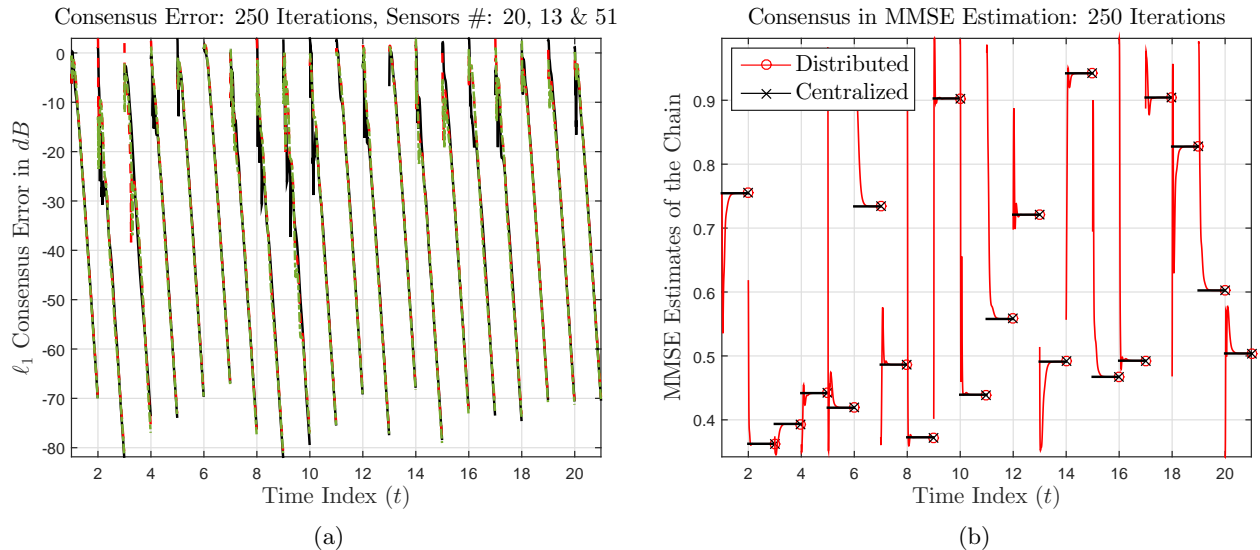 Consensus Error: 250 Iterations, Sensors #: 20, 13 & 51
0
-10
-20
-30
-40
-50
-60
-70
-80
2 4 6 8 10 12 14 16 18 20
ℓ1 Consensus Error in dB
Time Index (t)
(a)
Consensus in MMSE Estimation: 250 Iterations
Distributed
Centralized
0.9
0.8
0.7
0.6
0.5
0.4
2 4 6 8 10 12 14 16 18 20
MMSE Estimates of the Chain
Time Index (t)
(b)